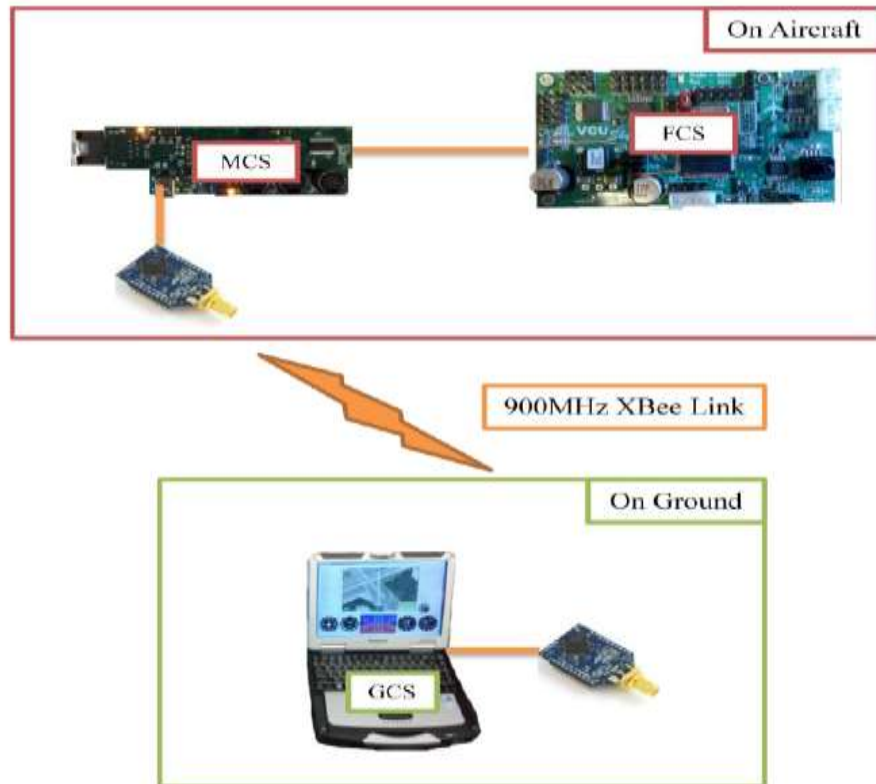 On Aircraft
MCS
VCU
FCS
900MHz XBee Link
On Ground
GCS